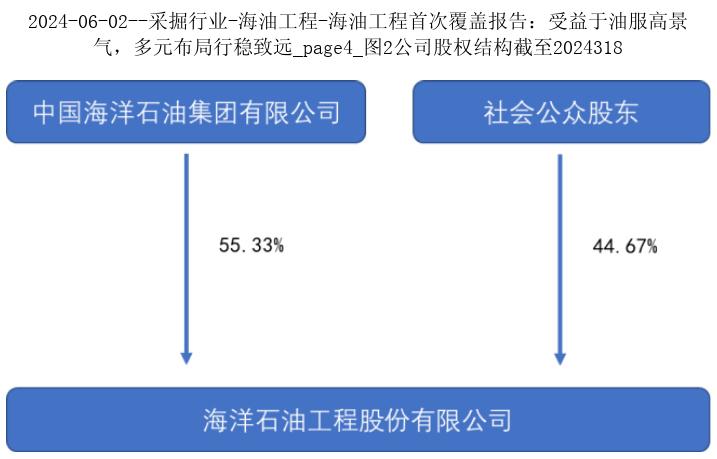 2024-06-02--采掘行业-海油工程-海油工程首次覆盖报告：受益于油服高景
气，多元布局行稳致远_page4_图2公司股权结构截至2024318
中国海洋石油集团有限公司
社会公众股东
55.33%
44.67%
海洋石油工程股份有限公司